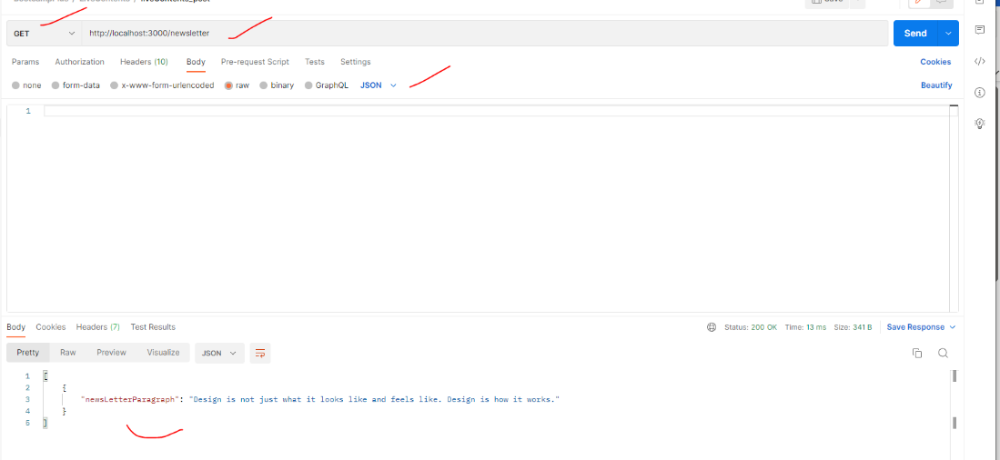 GET http://localhost:3000/newsletter Send
Params Authorization Headers (10) Body Pre-request Script Tests Settings Cookies
none form-data x-www-form-urlencoded raw binary GraphQL JSON Beautify
1
Body Cookies Headers (7) Test Results Status: 200 OK Time: 13 ms Size: 341 B Save Response
Pretty Raw Preview Visualize JSON
1 [
2 {
3 "newsLetterParagraph": "Design is not just what it looks like and feels like. Design is how it works."
4 }
5 ]